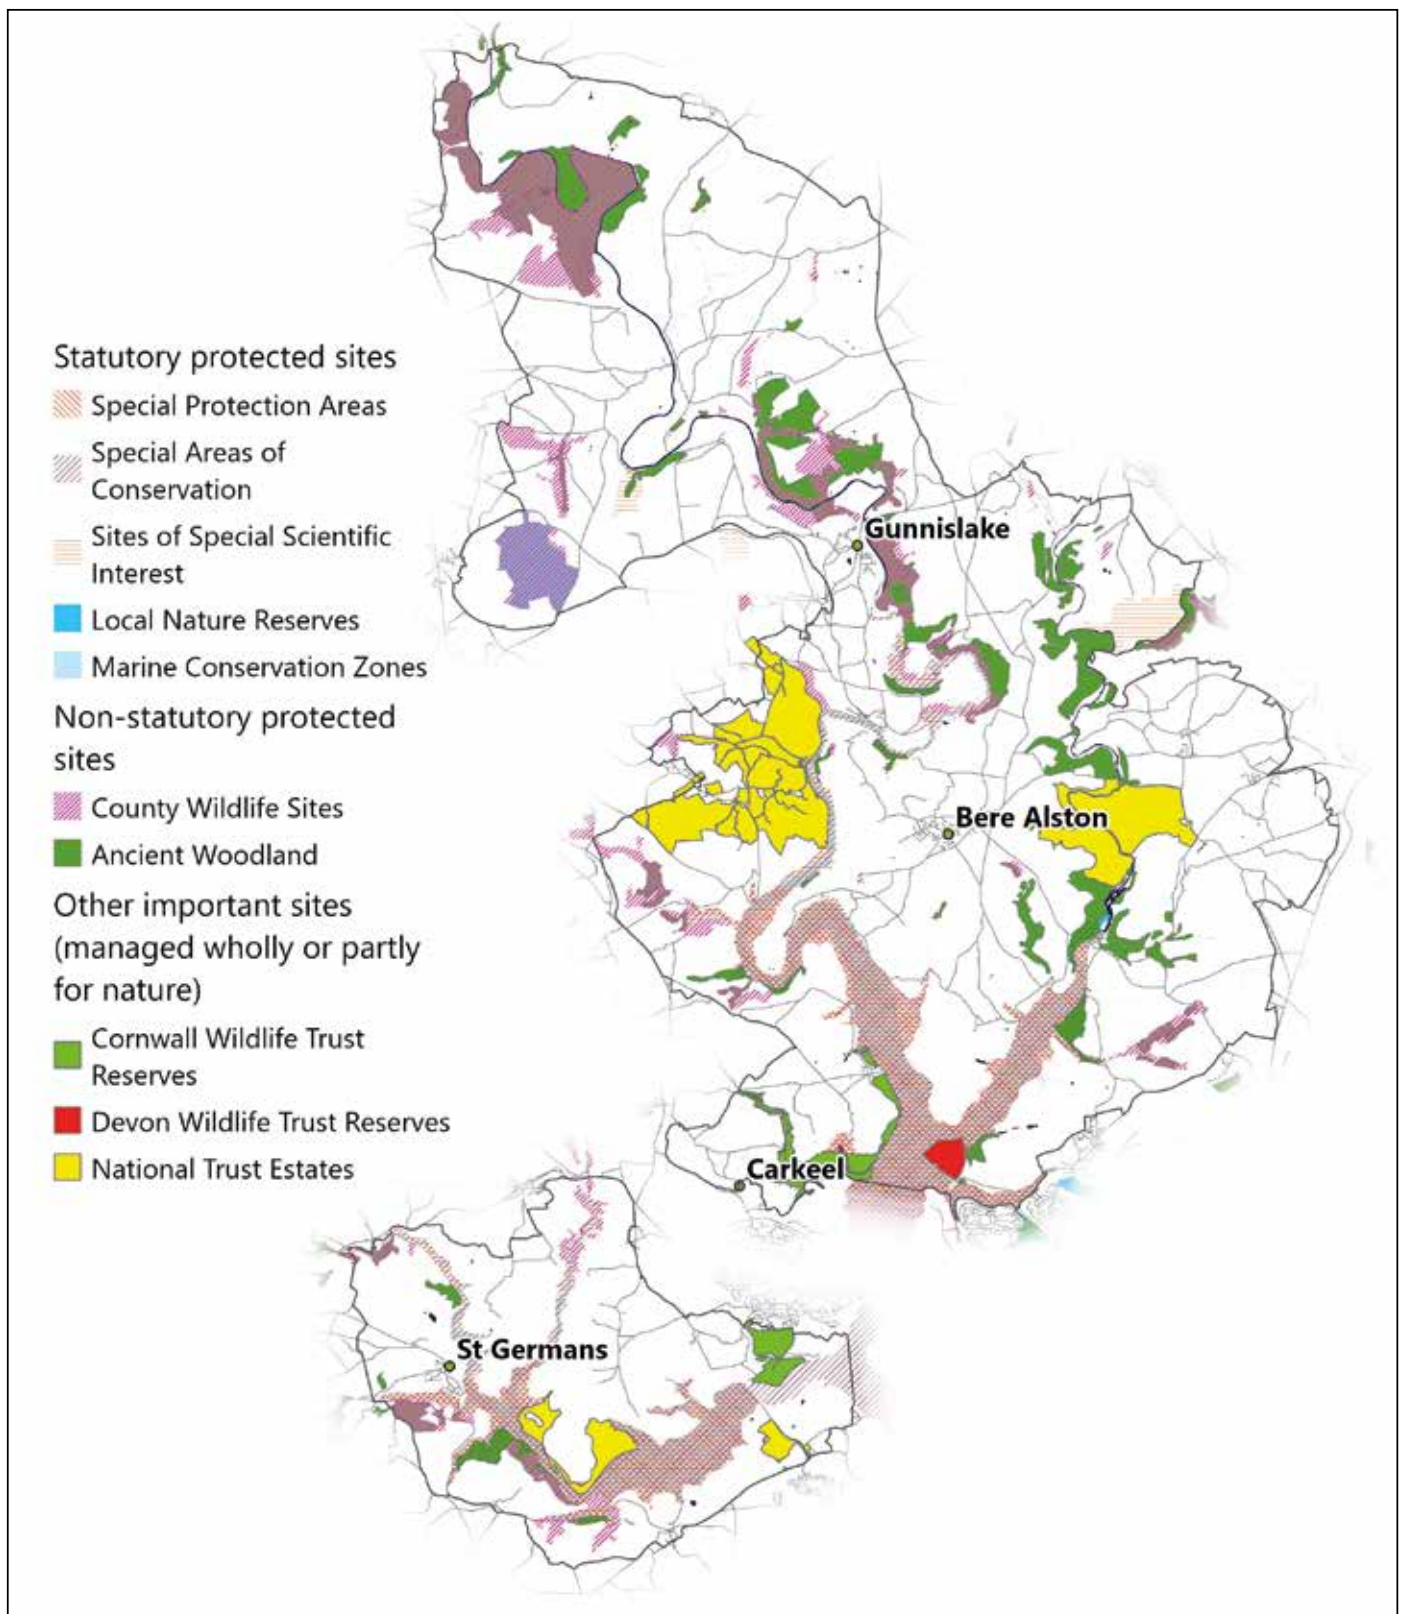 Statutory protected sites
Special Protection Areas
Special Areas of
Conservation
Sites of Special Scientific
Interest
Local Nature Reserves
Marine Conservation Zones
Non-statutory protected
sites
County Wildlife Sites
Ancient Woodland
Other important sites
(managed wholly or partly
for nature)
Cornwall Wildlife Trust
Reserves
Devon Wildlife Trust Reserves
National Trust Estates
Gunnislake
Bere Alston
Carkeel
St Germans